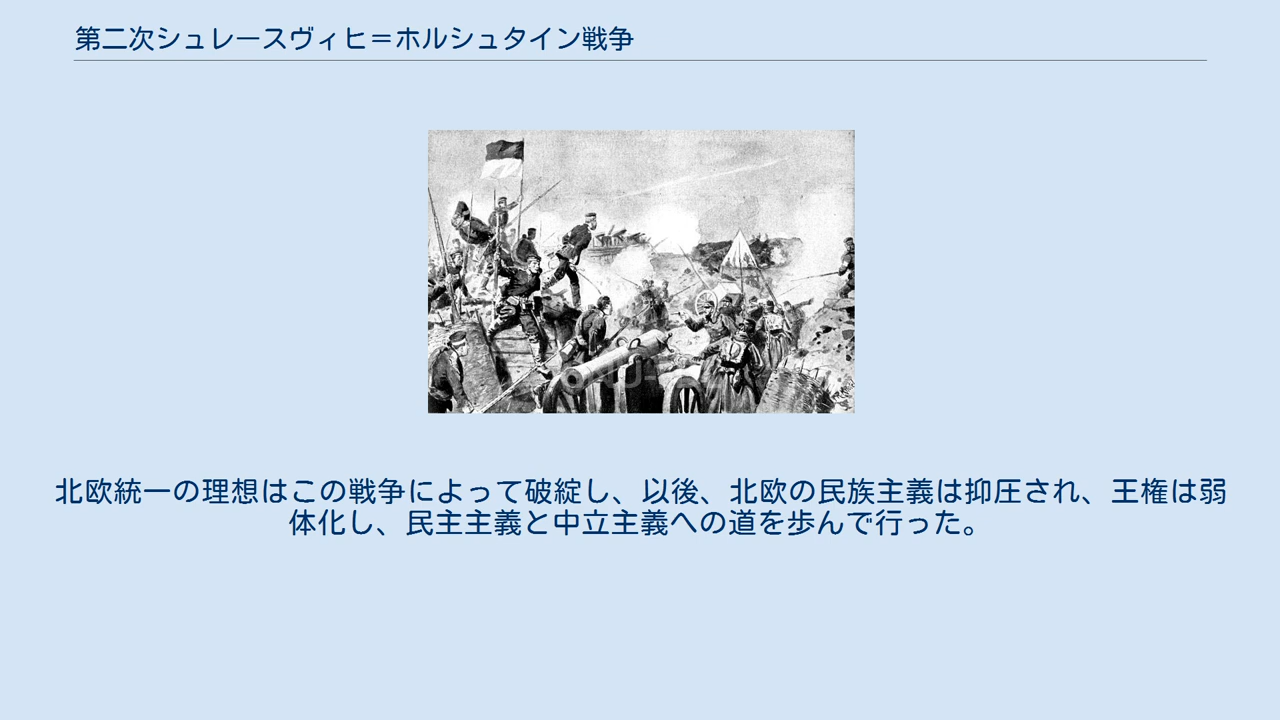 第二次シュレースヴィヒ＝ホルシュタイン戦争
北欧統一の理想はこの戦争によって破綻し、以後、北欧の民族主義は抑圧され、王権は弱
体化し、民主主義と中立主義への道を歩んで行った。